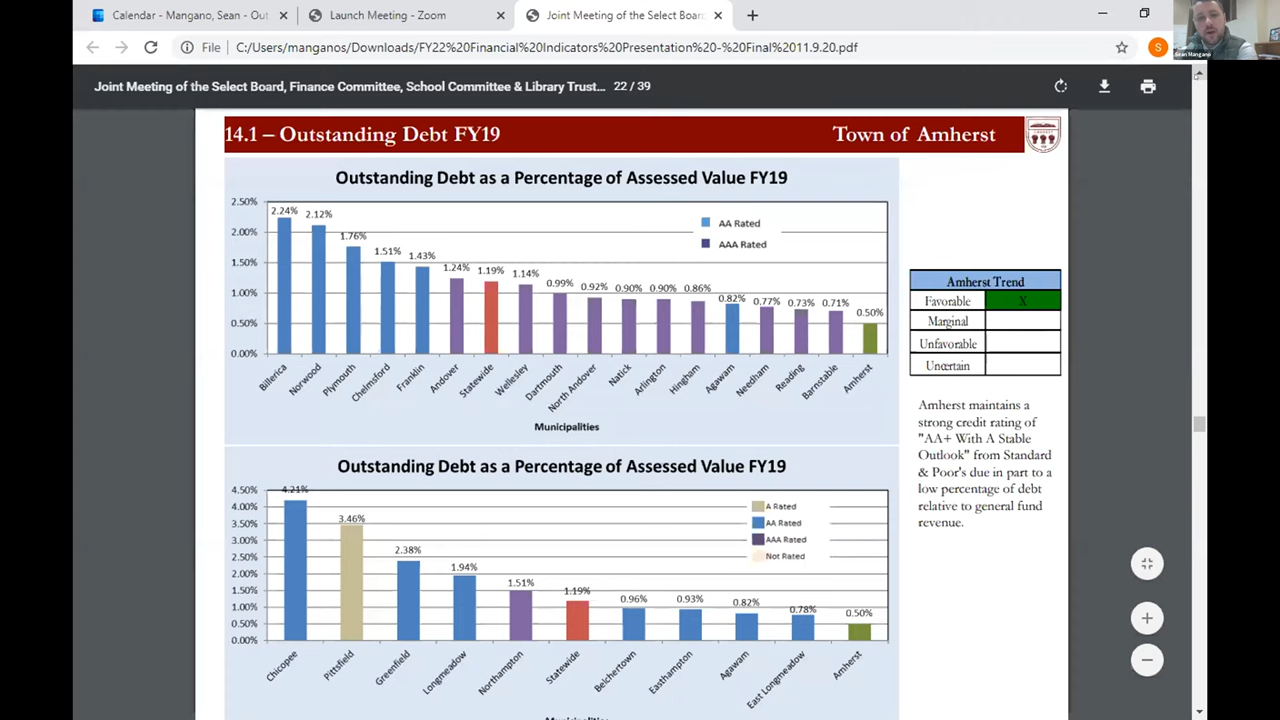 Calendar - Mangano, Sean - Out
Launch Meeting - Zoom
Joint Meeting of the Select Boar
File
C:/Users/manganos/Downloads/FY22%20Financial%20Indicators%20Presentation%20-%20Final%2011.9.20.pdf
S
Sean Mangano
Joint Meeting of the Select Board, Finance Committee, School Committee & Library Trust... 22 / 39
14.1 – Outstanding Debt FY19
Town of Amherst
Outstanding Debt as a Percentage of Assessed Value FY19
2.50%
2.00%
1.50%
1.00%
0.50%
0.00%
2.24%
2.12%
1.76%
1.51%
1.43%
1.24%
1.19%
1.14%
0.99%
0.92%
0.90%
0.90%
0.86%
0.82%
0.77%
0.73%
0.71%
0.50%
AA Rated
AAA Rated
Billerica
Norwood
Plymouth
Chelmsford
Franklin
Andover
Statewide
Wellesley
Dartmouth
North Andover
Natick
Arlington
Hingham
Agawam
Needham
Reading
Barnstable
Amherst
Municipalities
Amherst Trend
Favorable X
Marginal
Unfavorable
Uncertain
Amherst maintains a
strong credit rating of
"AA+ With A Stable
Outlook" from Standard
& Poor's due in part to a
low percentage of debt
relative to general fund
revenue.
Outstanding Debt as a Percentage of Assessed Value FY19
4.50%
4.00%
3.50%
3.00%
2.50%
2.00%
1.50%
1.00%
0.50%
0.00%
4.21%
3.46%
2.38%
1.94%
1.51%
1.19%
0.96%
0.93%
0.82%
0.78%
0.50%
A Rated
AA Rated
AAA Rated
Not Rated
Chicopee
Pittsfield
Greenfield
Longmeadow
Northampton
Statewide
Belchertown
Easthampton
Agawam
East Longmeadow
Amherst